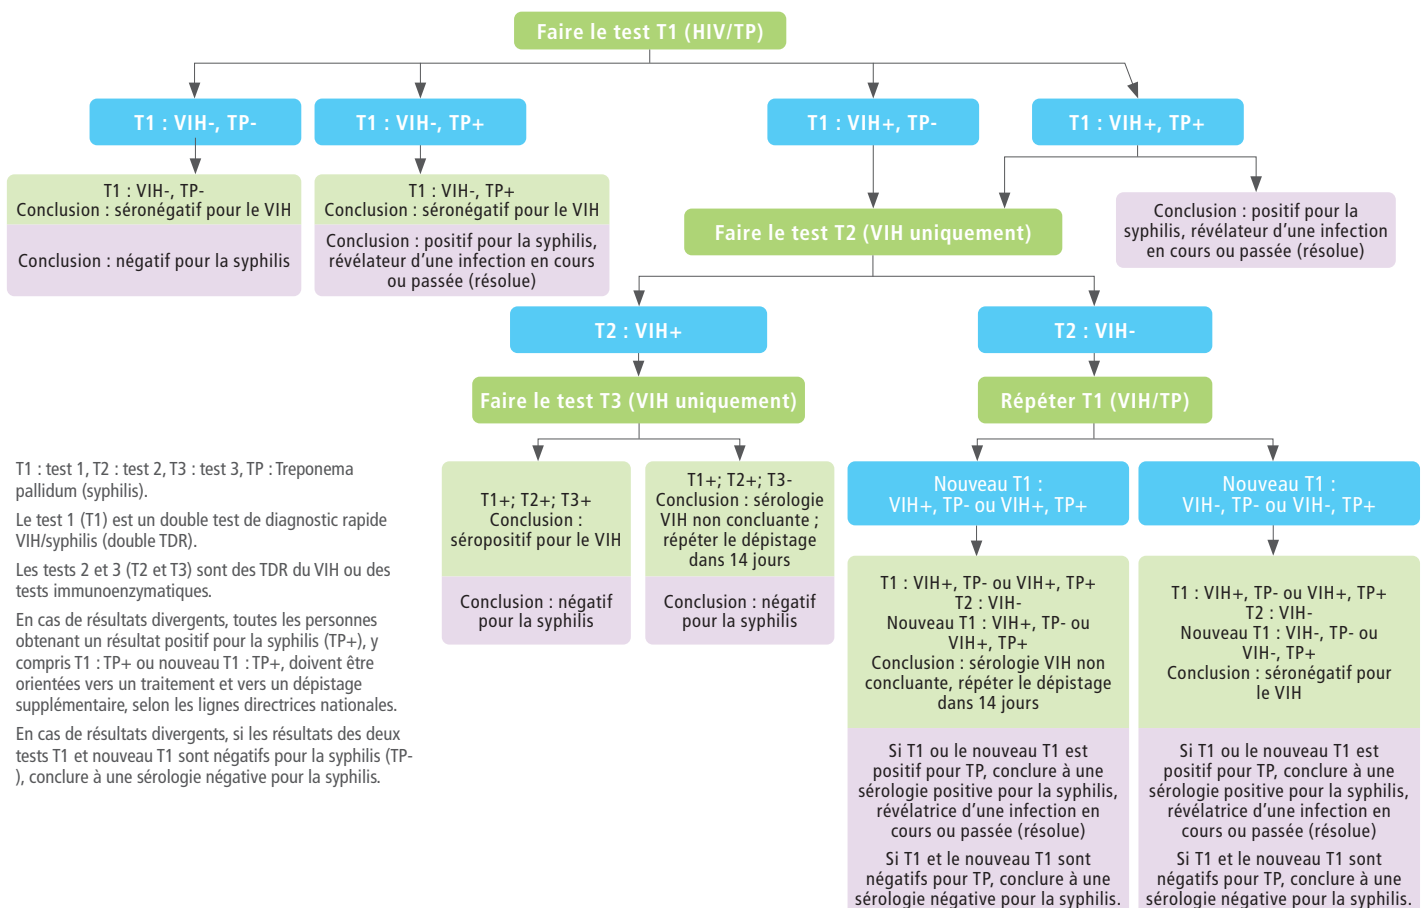 Faire le test T1 (HIV/TP)
T1 : VIH-, TP-
T1 : VIH-, TP+
T1 : VIH+, TP-
T1 : VIH+, TP+
T1 : VIH-, TP-
Conclusion : séronégatif pour le VIH
Conclusion : négatif pour la syphilis
T1 : VIH-, TP+
Conclusion : séronégatif pour le VIH
Conclusion : positif pour la syphilis,
révélateur d'une infection en cours
ou passée (résolue)
Faire le test T2 (VIH uniquement)
Conclusion : positif pour la
syphilis, révélateur d'une infection
en cours ou passée (résolue)
T2 : VIH+
T2 : VIH-
Faire le test T3 (VIH uniquement)
Répéter T1 (VIH/TP)
T1+; T2+; T3+
Conclusion :
séropositif pour le VIH
Conclusion : négatif
pour la syphilis
T1+; T2+; T3-
Conclusion : sérologie
VIH non concluante ;
répéter le dépistage
dans 14 jours
Conclusion : négatif
pour la syphilis
Nouveau T1 :
VIH+, TP- ou VIH+, TP+
T1 : VIH+, TP- ou VIH+, TP+
T2 : VIH-
Nouveau T1 : VIH+, TP- ou
VIH+, TP+
Conclusion : sérologie VIH non
concluante, répéter le dépistage
dans 14 jours
Si T1 ou le nouveau T1 est
positif pour TP, conclure à une
sérologie positive pour la syphilis,
révélatrice d'une infection en
cours ou passée (résolue)
Si T1 et le nouveau T1 sont
négatifs pour TP, conclure à une
sérologie négative pour la syphilis.
Nouveau T1 :
VIH-, TP- ou VIH-, TP+
T1 : VIH+, TP- ou VIH+, TP+
T2 : VIH-
Nouveau T1 : VIH-, TP- ou
VIH-, TP+
Conclusion : séronégatif pour
le VIH
Si T1 ou le nouveau T1 est
positif pour TP, conclure à une
sérologie positive pour la syphilis,
révélatrice d'une infection en
cours ou passée (résolue)
Si T1 et le nouveau T1 sont
négatifs pour TP, conclure à une
sérologie négative pour la syphilis.
T1 : test 1, T2 : test 2, T3 : test 3, TP : Treponema
pallidum (syphilis).
Le test 1 (T1) est un double test de diagnostic rapide
VIH/syphilis (double TDR).
Les tests 2 et 3 (T2 et T3) sont des TDR du VIH ou des
tests immunoenzymatiques.
En cas de résultats divergents, toutes les personnes
obtenant un résultat positif pour la syphilis (TP+), y
compris T1 : TP+ ou nouveau T1 : TP+, doivent être
orientées vers un traitement et vers un dépistage
supplémentaire, selon les lignes directrices nationales.
En cas de résultats divergents, si les résultats des deux
tests T1 et nouveau T1 sont négatifs pour la syphilis (TP-
), conclure à une sérologie négative pour la syphilis.